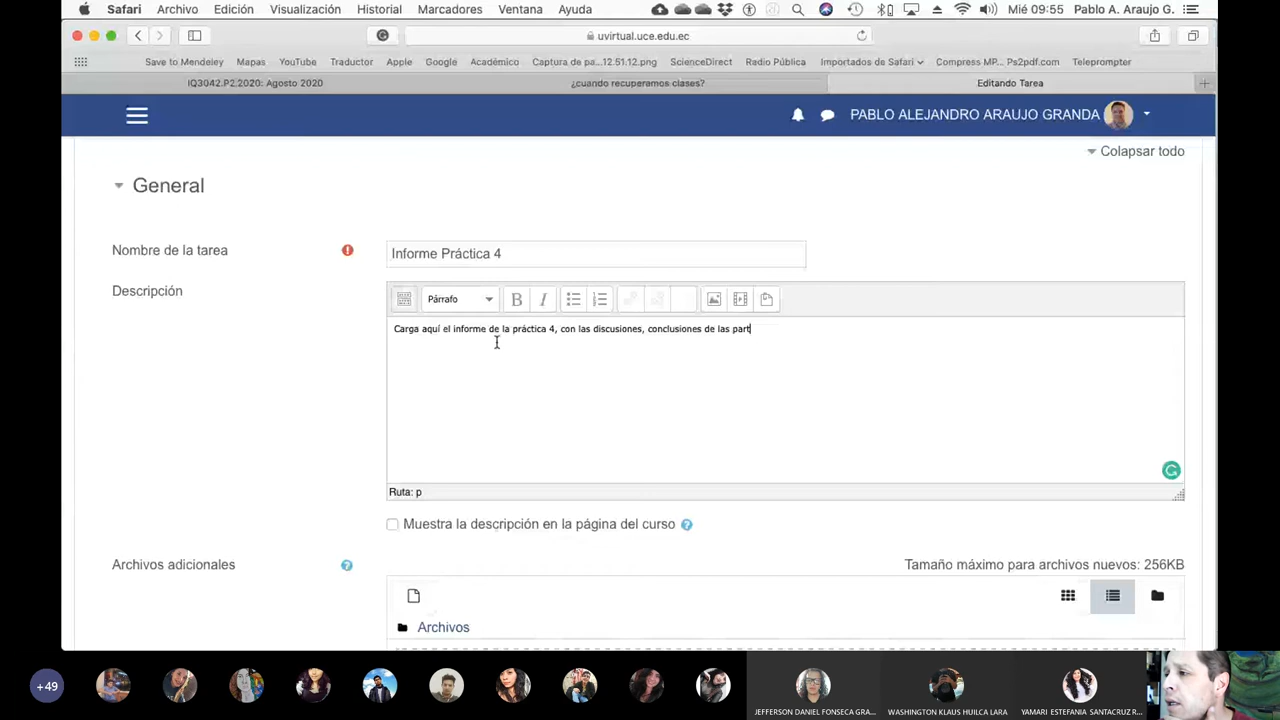 Safari Archivo Edición Visualización Historial Marcadores Ventana Ayuda Mié 09:55 Pablo A. Araujo G.
uvirtual.uce.edu.ec
Save to Mendeley Mapas YouTube Traductor Apple Google Académico Captura de pa...12.51.12.png ScienceDirect Radio Pública Importados de Safari Compress MP... Ps2pdf.com Teleprompter
IQ3042.P2,2020: Agosto 2020 ¿cuando recuperamos clases? Editando Tarea
PABLO ALEJANDRO ARAUJO GRANDA
Colapsar todo
General
Nombre de la tarea Informe Práctica 4
Descripción
Párrafo B I
Carga aquí el informe de la práctica 4, con las discusiones, conclusiones de las part
Ruta: p
Muestra la descripción en la página del curso
Archivos adicionales Tamaño máximo para archivos nuevos: 256KB
Archivos
+49
JEFFERSON DANIEL FONSECA GRA... WASHINGTON KLAUS HUILCA LARA YAMARI ESTEFANIA SANTACRUZ R...